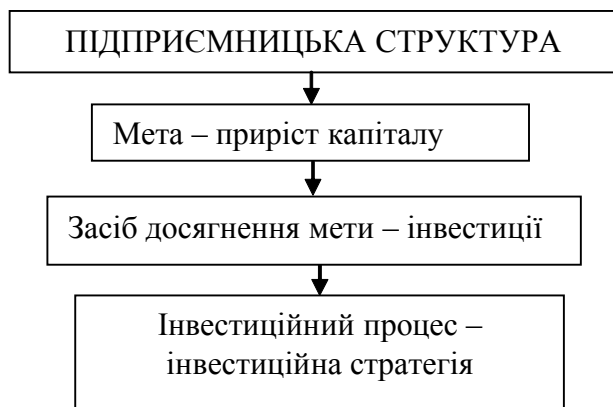 ПІДПРИЄМНИЦЬКА СТРУКТУРА
Мета – приріст капіталу
Засіб досягнення мети – інвестиції
Інвестиційний процес –
інвестиційна стратегія